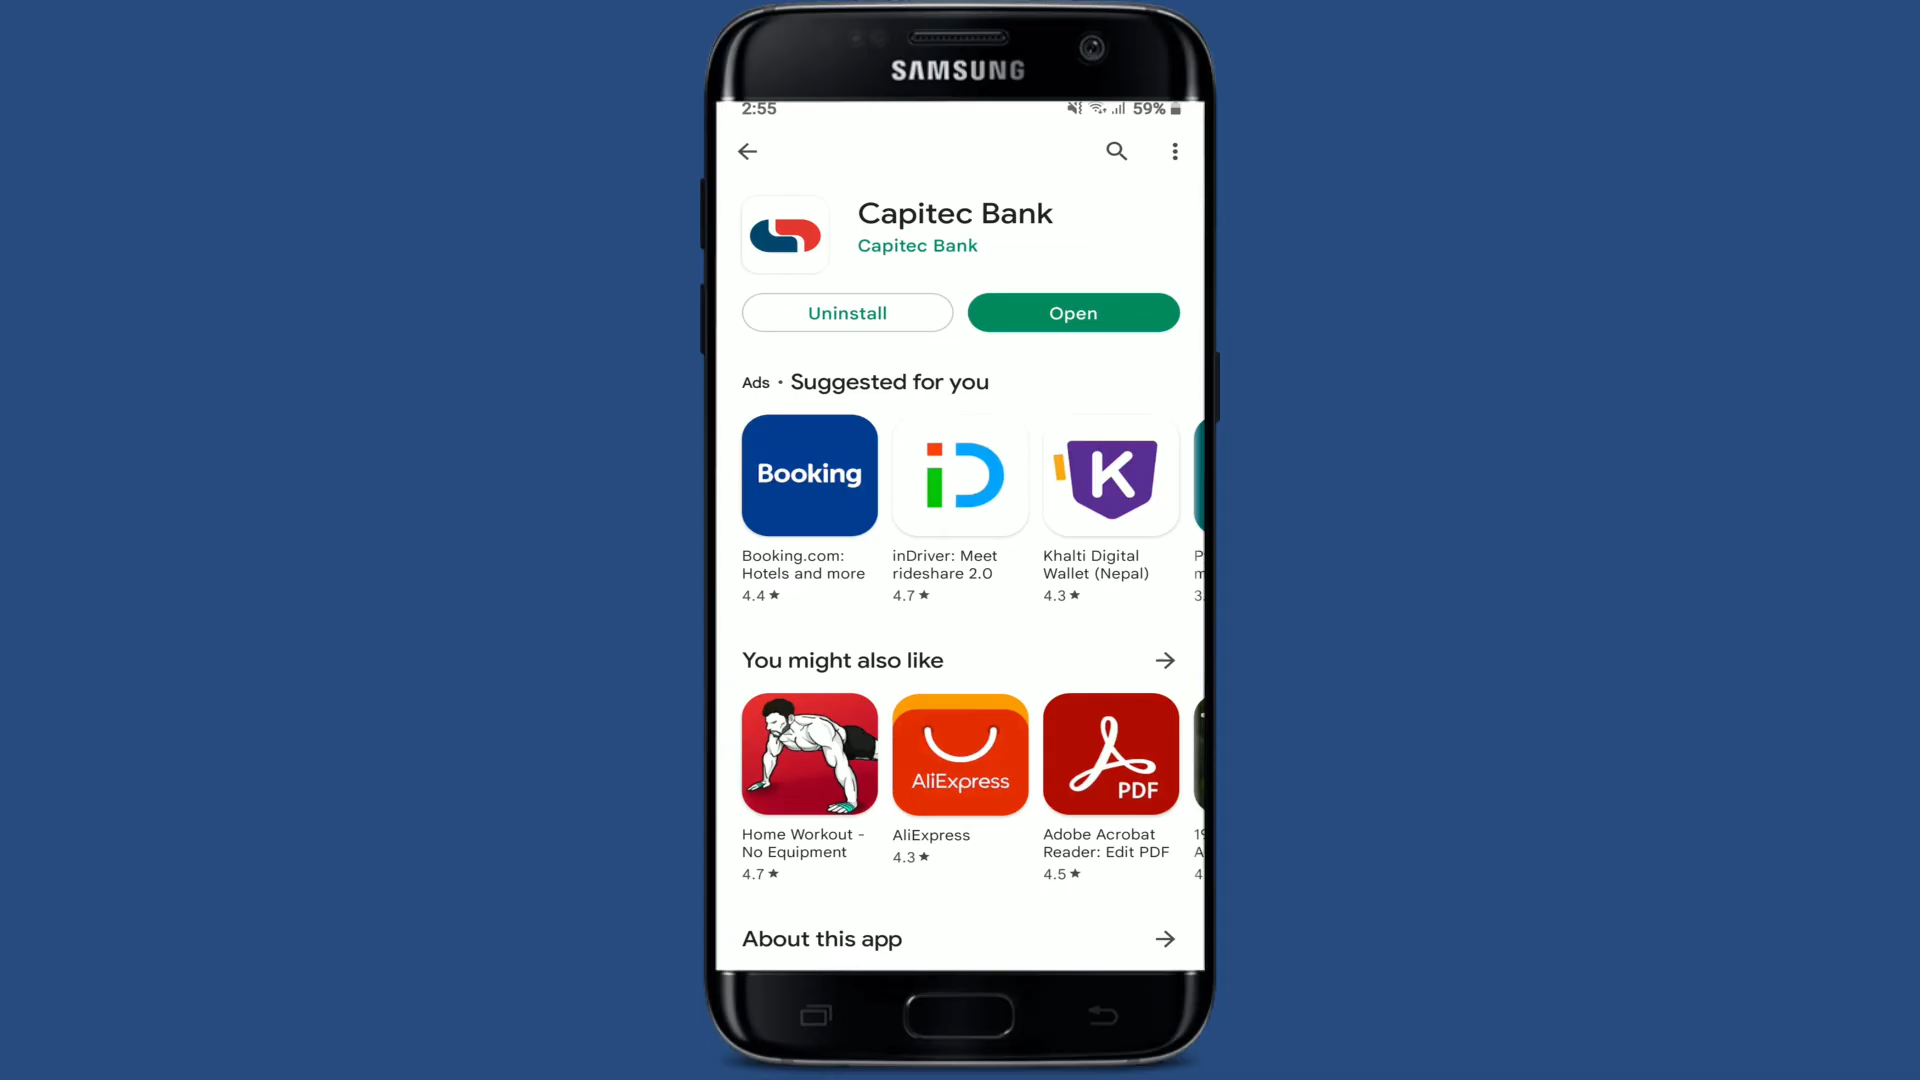 SAMSUNG
2:55
59%
Capitec Bank
Capitec Bank
Uninstall
Open
Ads • Suggested for you
Booking
iD
K
Booking.com:
Hotels and more
4.4★
inDriver: Meet
rideshare 2.0
4.7★
Khalti Digital
Wallet (Nepal)
4.3★
You might also like
AliExpress
PDF
Home Workout -
No Equipment
4.7★
AliExpress
4.3★
Adobe Acrobat
Reader: Edit PDF
4.5★
About this app